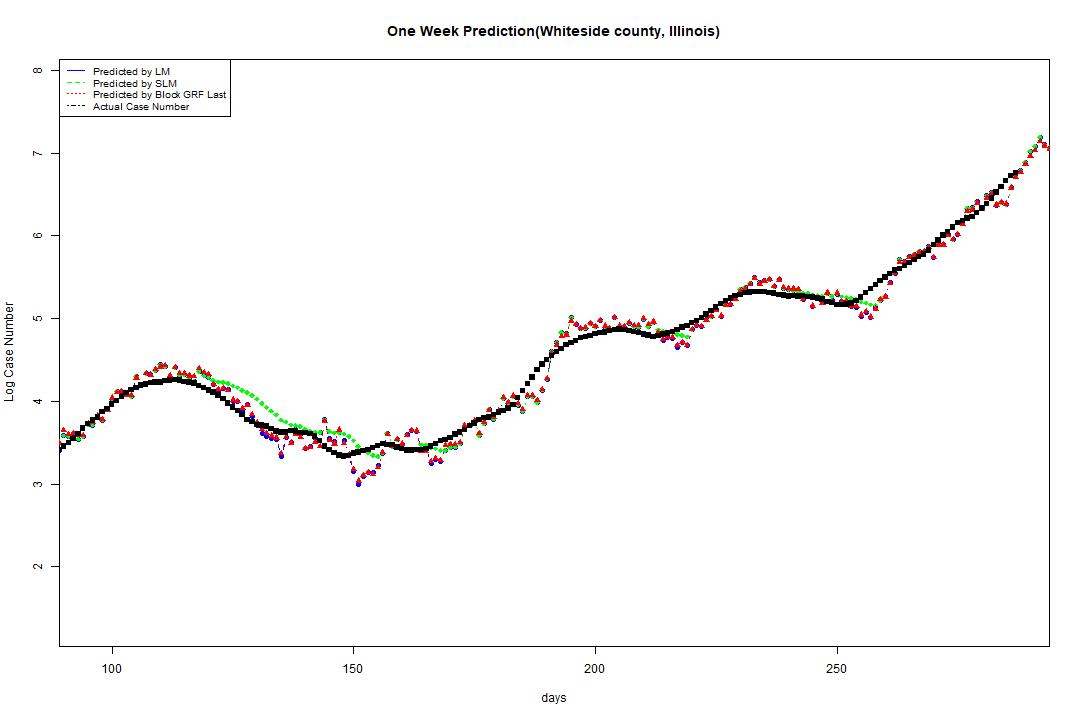 One Week Prediction(Whiteside county, Illinois)
Predicted by LM
Predicted by SLM
Predicted by Block GRF Last
Actual Case Number
8
7
6
5
4
3
2
Log Case Number
100 150 200 250
days